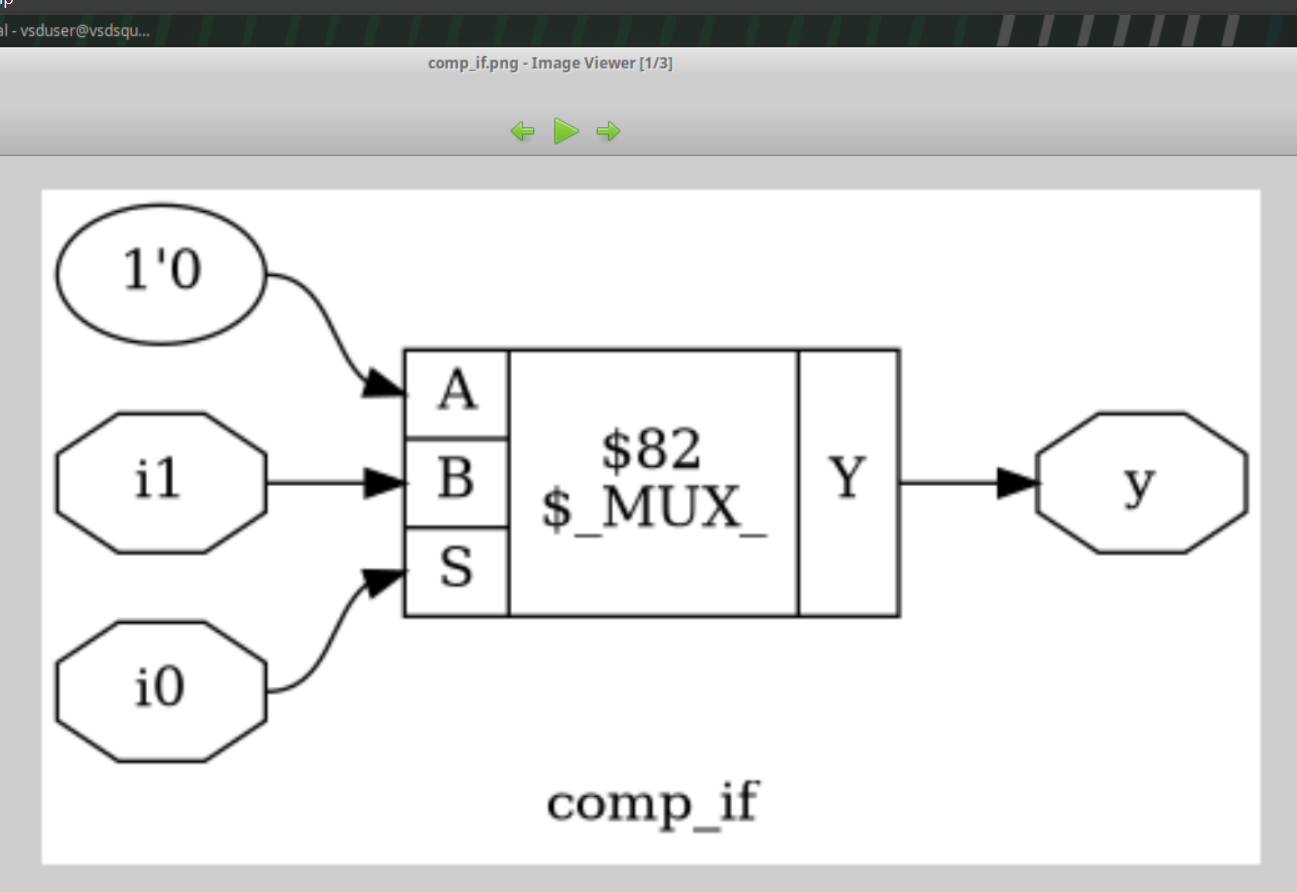 al - vsduser@vsdsqu...
comp_if.png - Image Viewer [1/3]
1'0
A
i1
B
$82
$_MUX_
Y
y
S
i0
comp_if